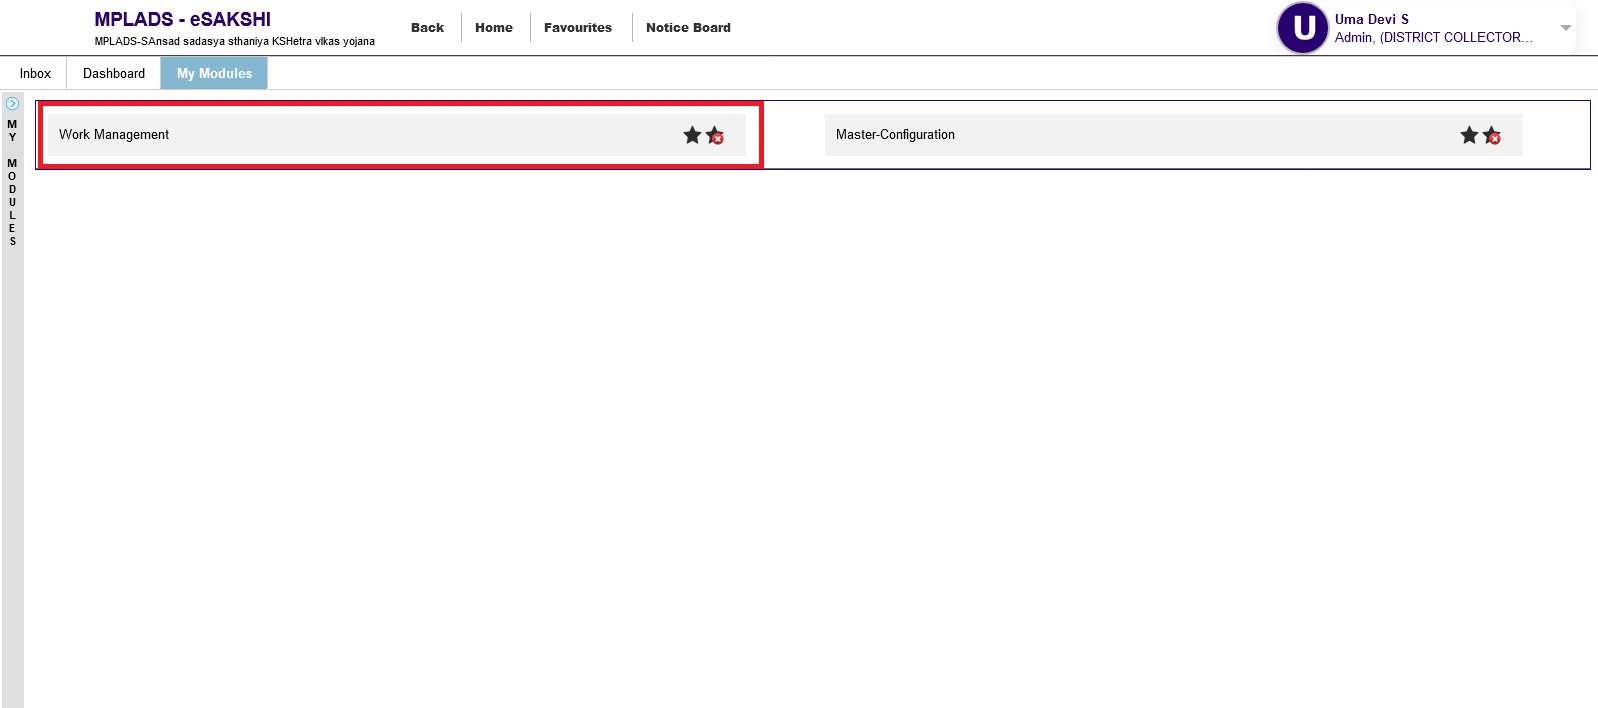 MPLADS - eSAKSHI
MPLADS-SAnsad sadasya sthaniya KSHetra vIkas yojana
Back
Home
Favourites
Notice Board
U
Uma Devi S
Admin, (DISTRICT COLLECTOR...
Inbox
Dashboard
My Modules
MY MODULES
Work Management
Master-Configuration